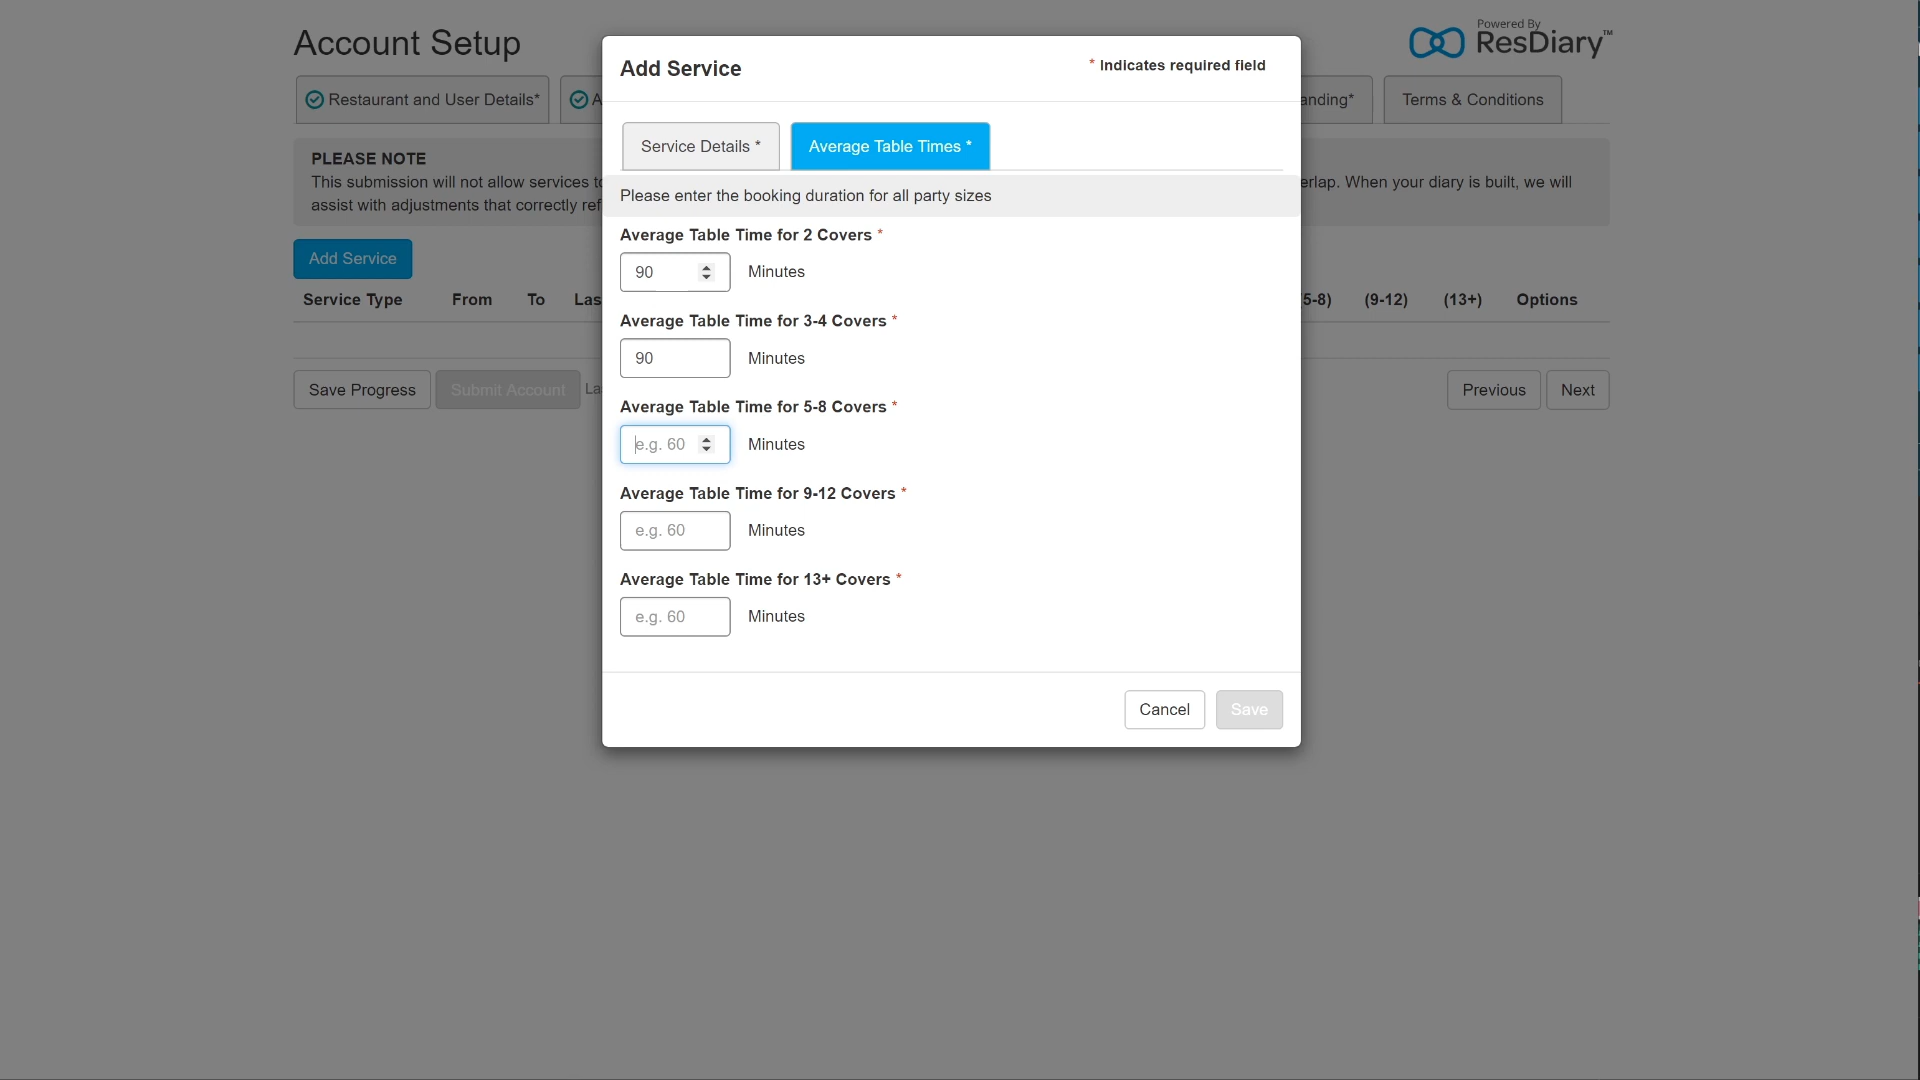 Account Setup
Powered By
ResDiary™
Add Service
* Indicates required field
Restaurant and User Details*
A
anding*
Terms & Conditions
Service Details *
Average Table Times *
PLEASE NOTE
This submission will not allow services to
erlap. When your diary is built, we will
assist with adjustments that correctly ref
Please enter the booking duration for all party sizes
Average Table Time for 2 Covers *
90
Minutes
Add Service
Service Type From To Las
5-8) (9-12) (13+) Options
Average Table Time for 3-4 Covers *
90
Minutes
Save Progress
Submit Account
La
Previous
Next
Average Table Time for 5-8 Covers *
e.g. 60
Minutes
Average Table Time for 9-12 Covers *
e.g. 60
Minutes
Average Table Time for 13+ Covers *
e.g. 60
Minutes
Cancel
Save